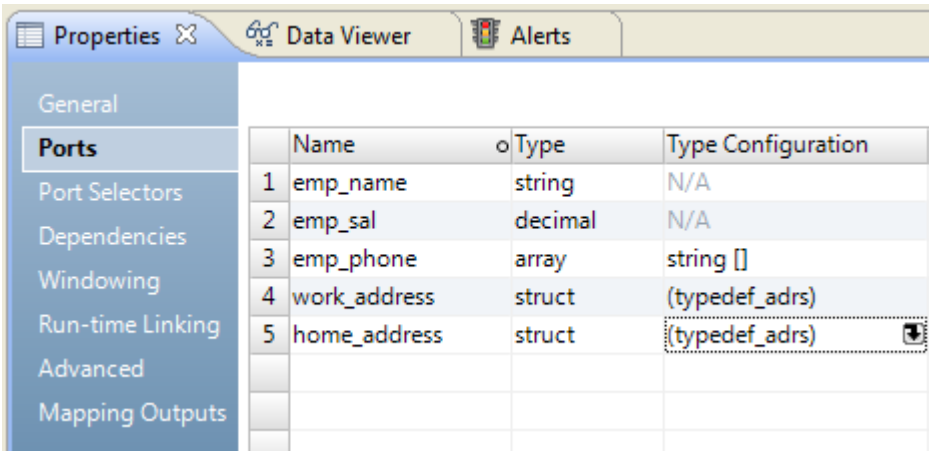 Properties Data Viewer Alerts
General
Ports
Port Selectors
Dependencies
Windowing
Run-time Linking
Advanced
Mapping Outputs
Name Type Type Configuration
1 emp_name string N/A
2 emp_sal decimal N/A
3 emp_phone array string []
4 work_address struct (typedef_adrs)
5 home_address struct (typedef_adrs)